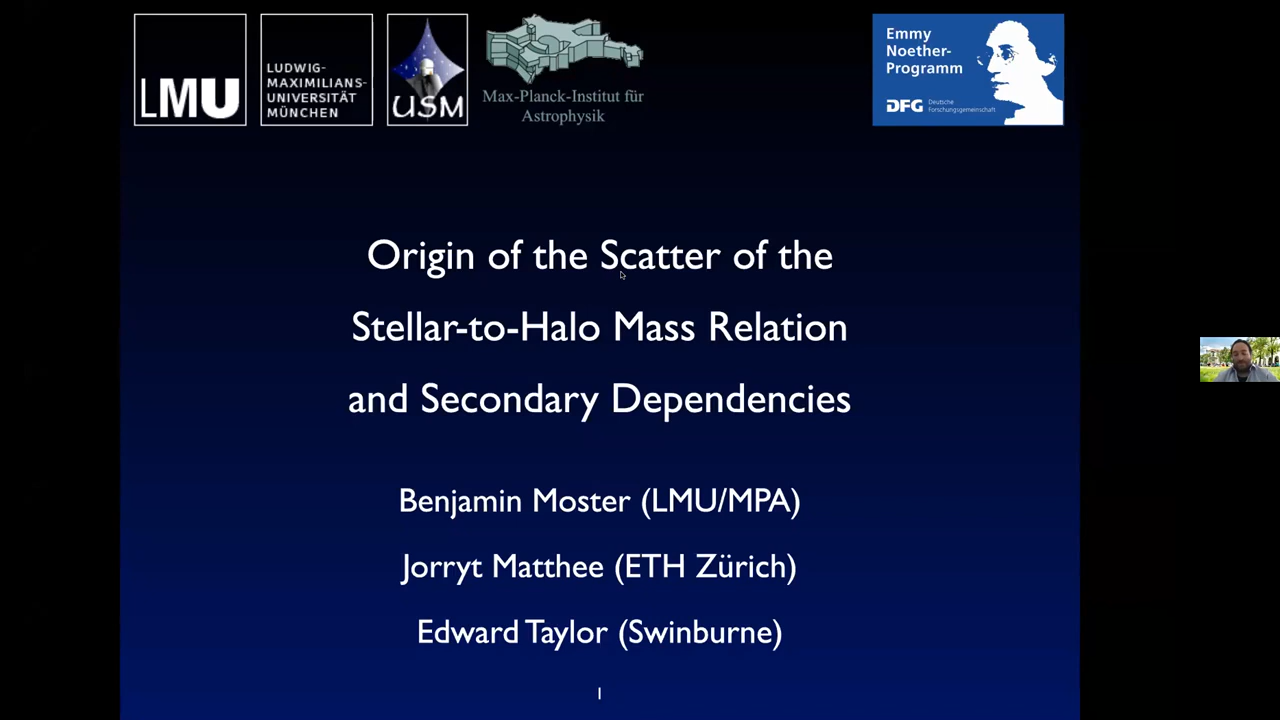 LMU
LUDWIG-
MAXIMILIANS-
UNIVERSITÄT
MÜNCHEN
USM
Max-Planck-Institut für
Astrophysik
Emmy
Noether-
Programm
DFG Deutsche
Forschungsgemeinschaft
Origin of the Scatter of the
Stellar-to-Halo Mass Relation
and Secondary Dependencies
Benjamin Moster (LMU/MPA)
Jorryt Matthee (ETH Zürich)
Edward Taylor (Swinburne)
1